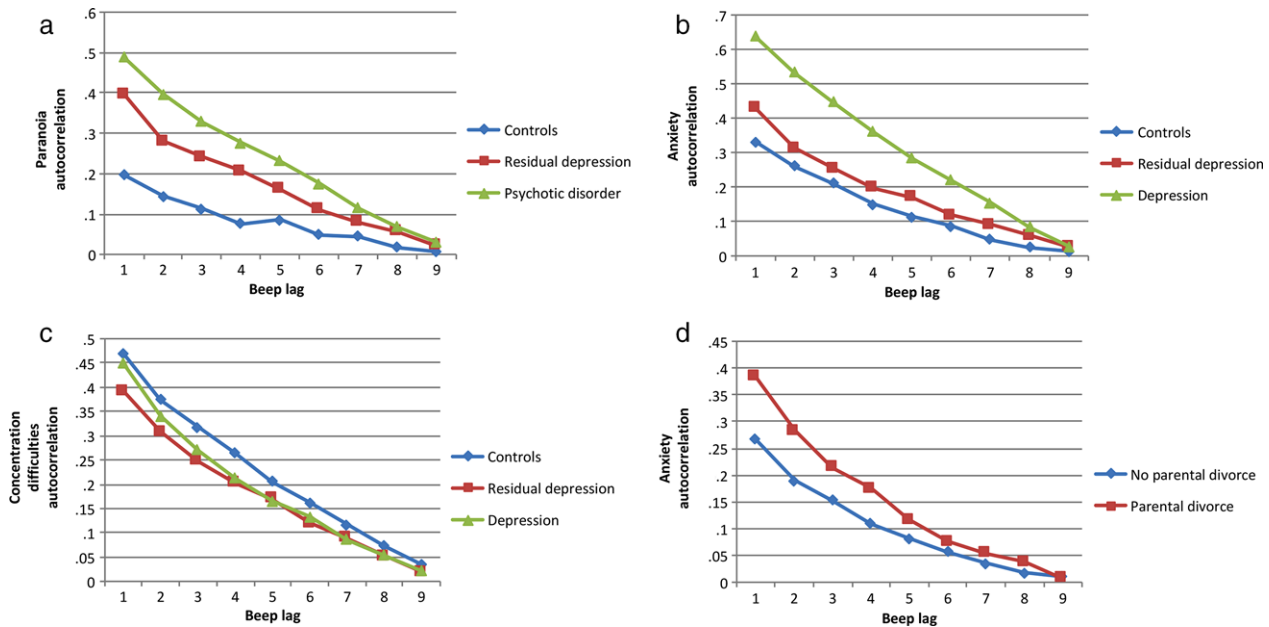 a
.6
.5
.4
.3
.2
.1
0
Paranoia
autocorrelation
1 2 3 4 5 6 7 8 9
Beep lag
Controls
Residual depression
Psychotic disorder
b
.7
.6
.5
.4
.3
.2
.1
0
Anxiety
autocorrelation
1 2 3 4 5 6 7 8 9
Beep lag
Controls
Residual depression
Depression
c
.5
.45
.4
.35
.3
.25
.2
.15
.1
.05
0
Concentration
difficulties
autocorrelation
1 2 3 4 5 6 7 8 9
Beep lag
Controls
Residual depression
Depression
d
.45
.4
.35
.3
.25
.2
.15
.1
.05
0
Anxiety
autocorrelation
1 2 3 4 5 6 7 8 9
Beep lag
No parental divorce
Parental divorce